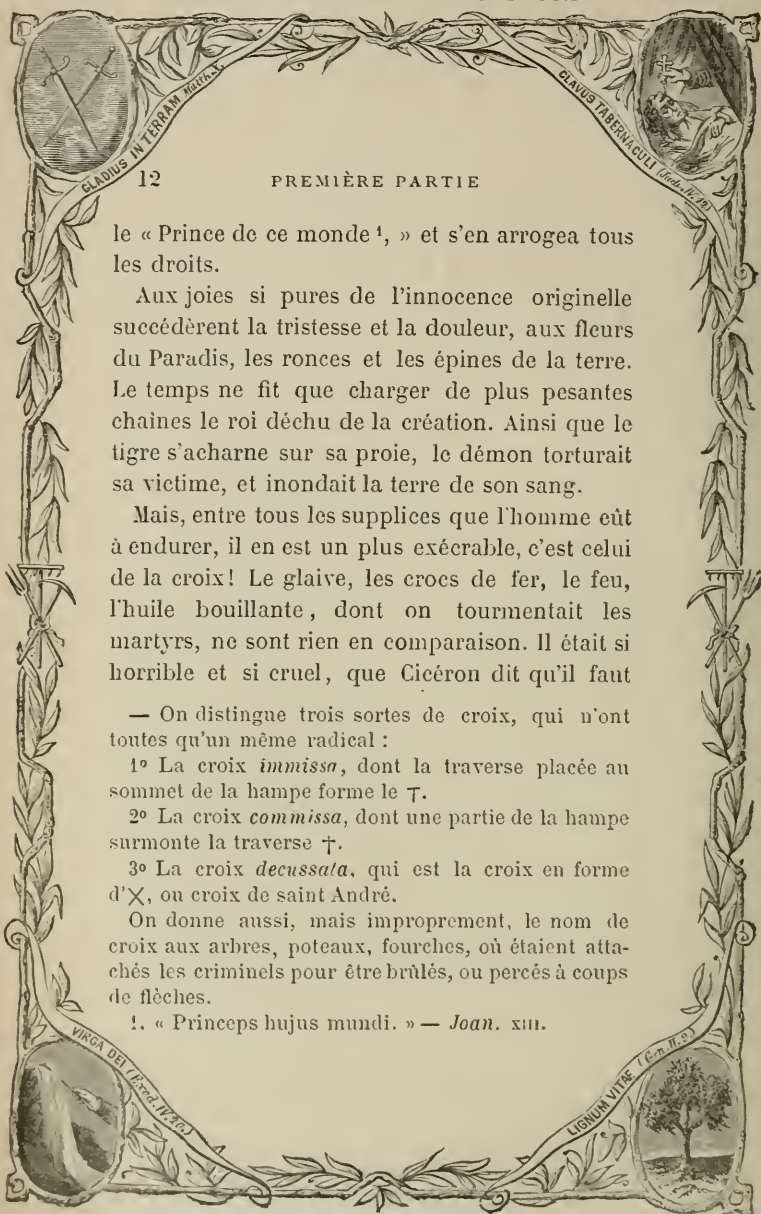 GLADIUS IN TERRAM Matth. X.
CLAVUS TABERNACULI (Jud. IV. 12)
12 PREMIÈRE PARTIE
le « Prince de ce monde ¹, » et s'en arrogea tous
les droits.
Aux joies si pures de l'innocence originelle
succédèrent la tristesse et la douleur, aux fleurs
du Paradis, les ronces et les épines de la terre.
Le temps ne fit que charger de plus pesantes
chaînes le roi déchu de la création. Ainsi que le
tigre s'acharne sur sa proie, le démon torturait
sa victime, et inondait la terre de son sang.
Mais, entre tous les supplices que l'homme eût
à endurer, il en est un plus exécrable, c'est celui
de la croix! Le glaive, les crocs de fer, le feu,
l'huile bouillante, dont on tourmentait les
martyrs, ne sont rien en comparaison. Il était si
horrible et si cruel, que Cicéron dit qu'il faut
— On distingue trois sortes de croix, qui n'ont
toutes qu'un même radical :
1º La croix immissa, dont la traverse placée au
sommet de la hampe forme le ┬.
2º La croix commissa, dont une partie de la hampe
surmonte la traverse †.
3º La croix decussata, qui est la croix en forme
d'X, ou croix de saint André.
On donne aussi, mais improprement, le nom de
croix aux arbres, poteaux, fourches, où étaient atta-
chés les criminels pour être brûlés, ou percés à coups
de flèches.
1. « Princeps hujus mundi. » — Joan. XIII.
VIRGA DEI (Exod. IV. 20.)
LIGNUM VITAE (Gen. II. 9.)